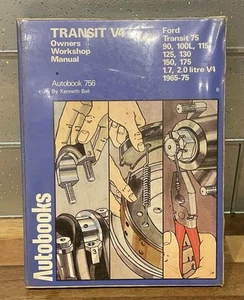 TRANSIT V4
Owners
Workshop
Manual
Autobook 756
By Kenneth Ball
Ford
Transit 75
90, 100L, 115
125, 130
150, 175
1.7, 2.0 litre V4
1965-75
Autobooks
3